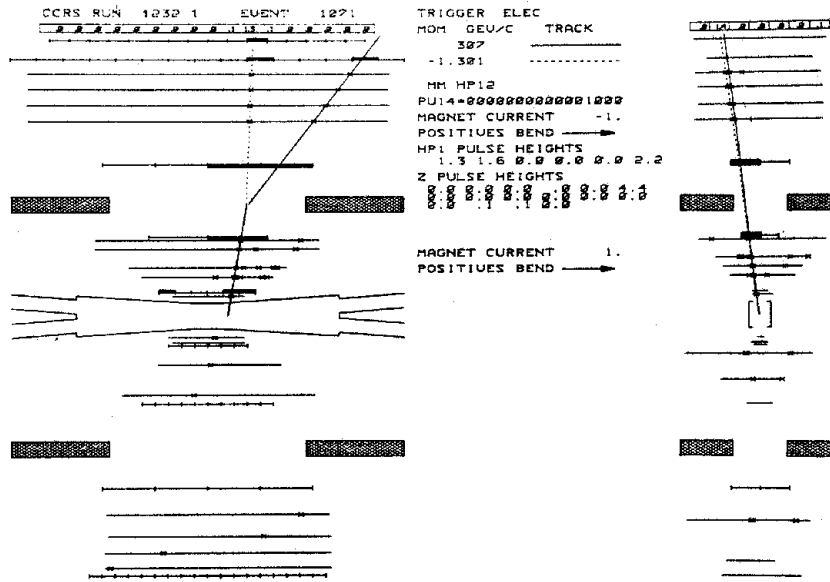 CCRS RUN 1232 1 EVENT 1271
TRIGGER ELEC
MOM GEV/C TRACK
307
-1.301
MM HP12
PU14=0000000000001000
MAGNET CURRENT -1.
POSITIVES BEND
HP1 PULSE HEIGHTS
1.3 1.6 0.0 0.0 0.0 2.2
Z PULSE HEIGHTS
MAGNET CURRENT 1.
POSITIVES BEND